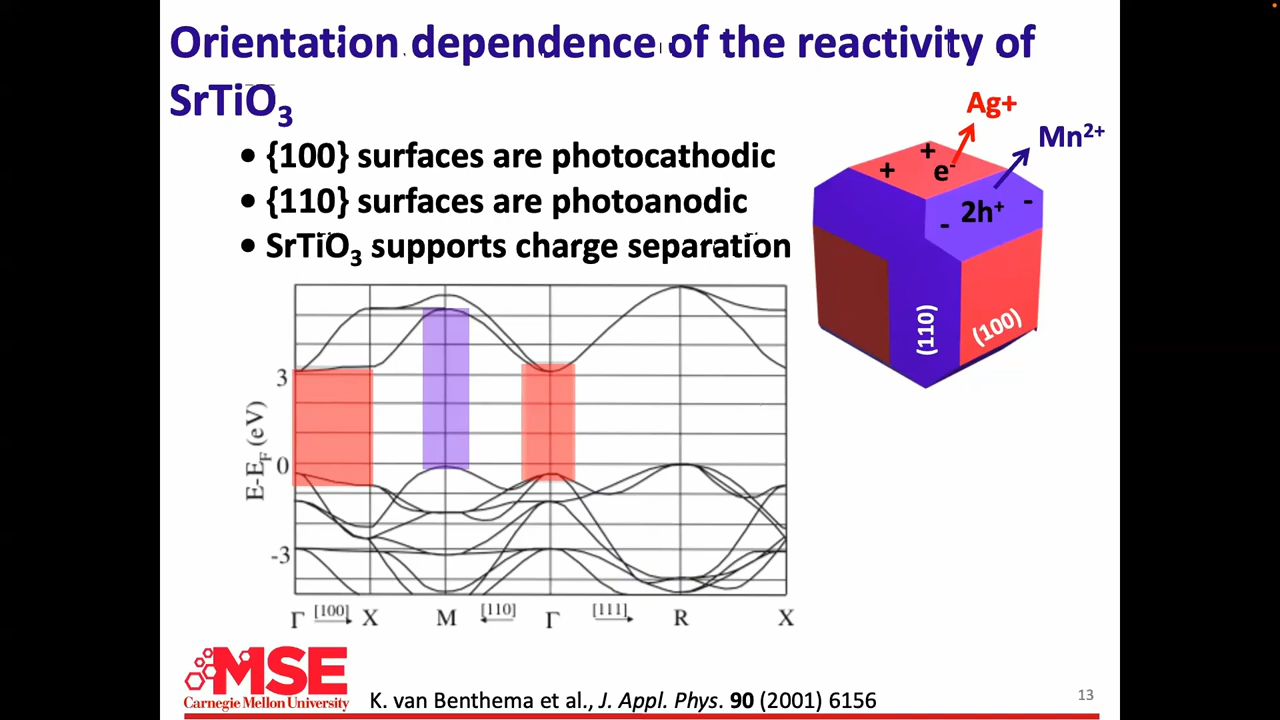 Orientation dependence of the reactivity of
SrTiO₃
• {100} surfaces are photocathodic
• {110} surfaces are photoanodic
• SrTiO₃ supports charge separation
Ag+
Mn²⁺
+
+ e⁻
2h⁺ -
-
(110)
(100)
3
0
-3
E-E_F (eV)
Γ [100] X M [110] Γ [111] R X
MSE
Carnegie Mellon University
K. van Benthema et al., J. Appl. Phys. 90 (2001) 6156
13